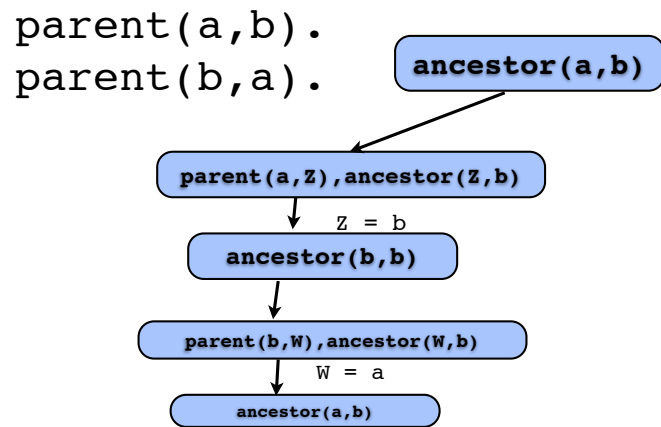 parent(a,b).
parent(b,a).
ancestor(a,b)
parent(a,Z),ancestor(Z,b)
Z = b
ancestor(b,b)
parent(b,W),ancestor(W,b)
W = a
ancestor(a,b)